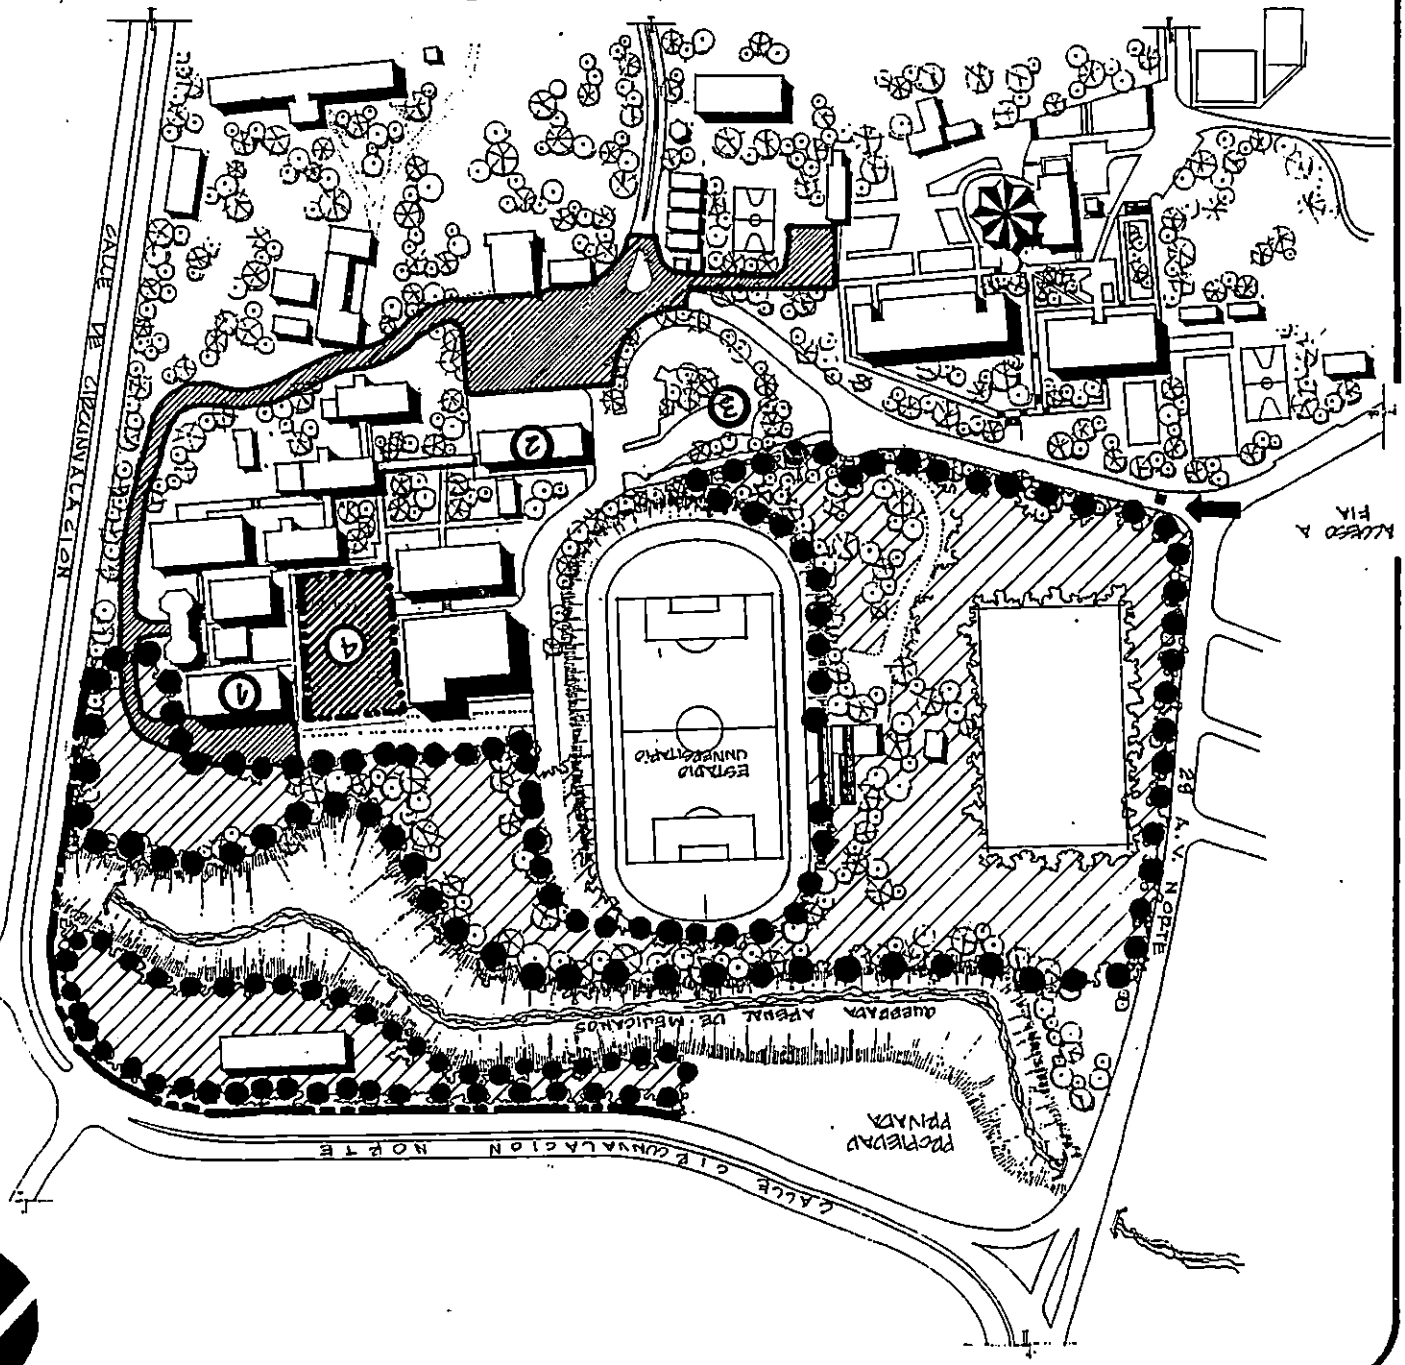 CALLE DE CIRCUNVALACION
2
3
ACCESO A
FIA
4
1
ESTADIO
UNIVERSITARIO
29 A.V. NORTE
QUEBRADA ARENAL DE MEJICANOS
PROPIEDAD
PRIVADA
CALLE CIRCUNVALACION NORTE